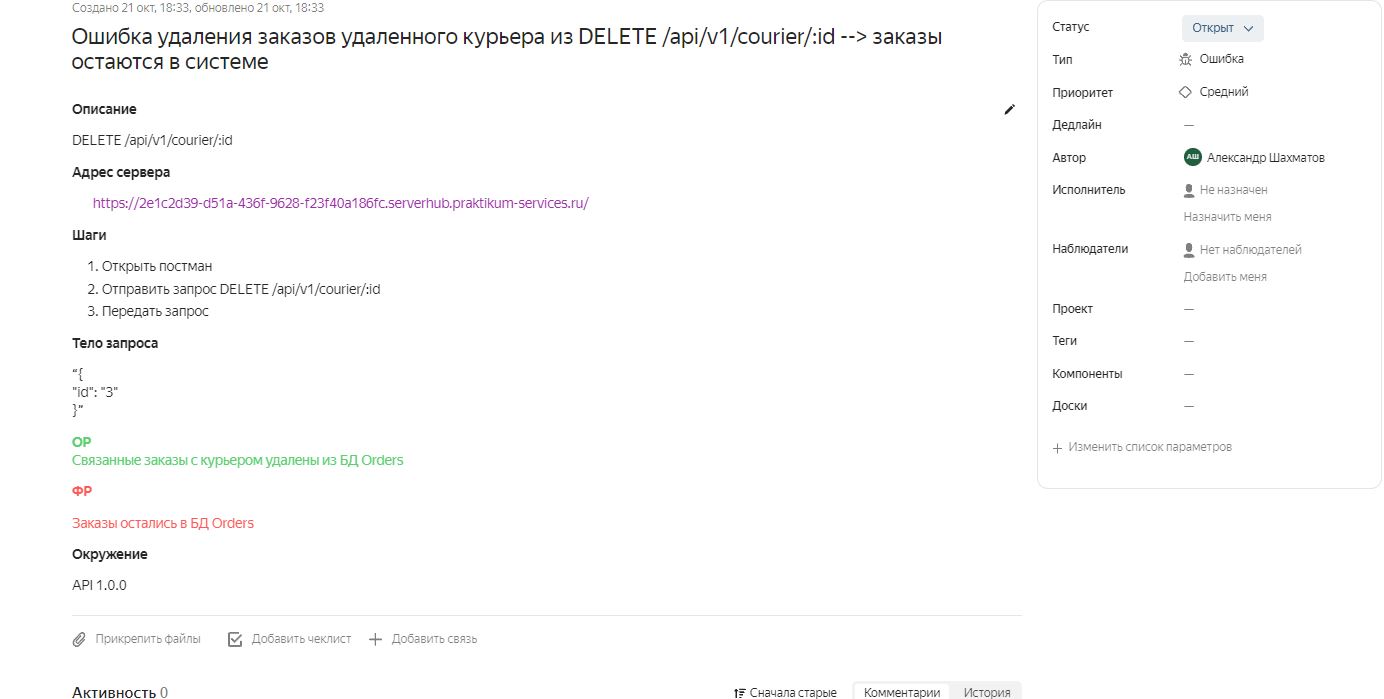 Создано 21 окт, 18:33, обновлено 21 окт, 18:33
Ошибка удаления заказов удаленного курьера из DELETE /api/v1/courier/:id --> заказы
остаются в системе
Описание
DELETE /api/v1/courier/:id
Адрес сервера
https://2e1c2d39-d51a-436f-9628-f23f40a186fc.serverhub.praktikum-services.ru/
Шаги
1. Открыть постман
2. Отправить запрос DELETE /api/v1/courier/:id
3. Передать запрос
Тело запроса
“{
"id": "3"
}”
ОР
Связанные заказы с курьером удалены из БД Orders
ФР
Заказы остались в БД Orders
Окружение
API 1.0.0
Прикрепить файлы Добавить чеклист Добавить связь
Активность 0 Сначала старые Комментарии История
Статус Открыт
Тип Ошибка
Приоритет Средний
Дедлайн —
Автор АШ Александр Шахматов
Исполнитель Не назначен
Назначить меня
Наблюдатели Нет наблюдателей
Добавить меня
Проект —
Теги —
Компоненты —
Доски —
Изменить список параметров